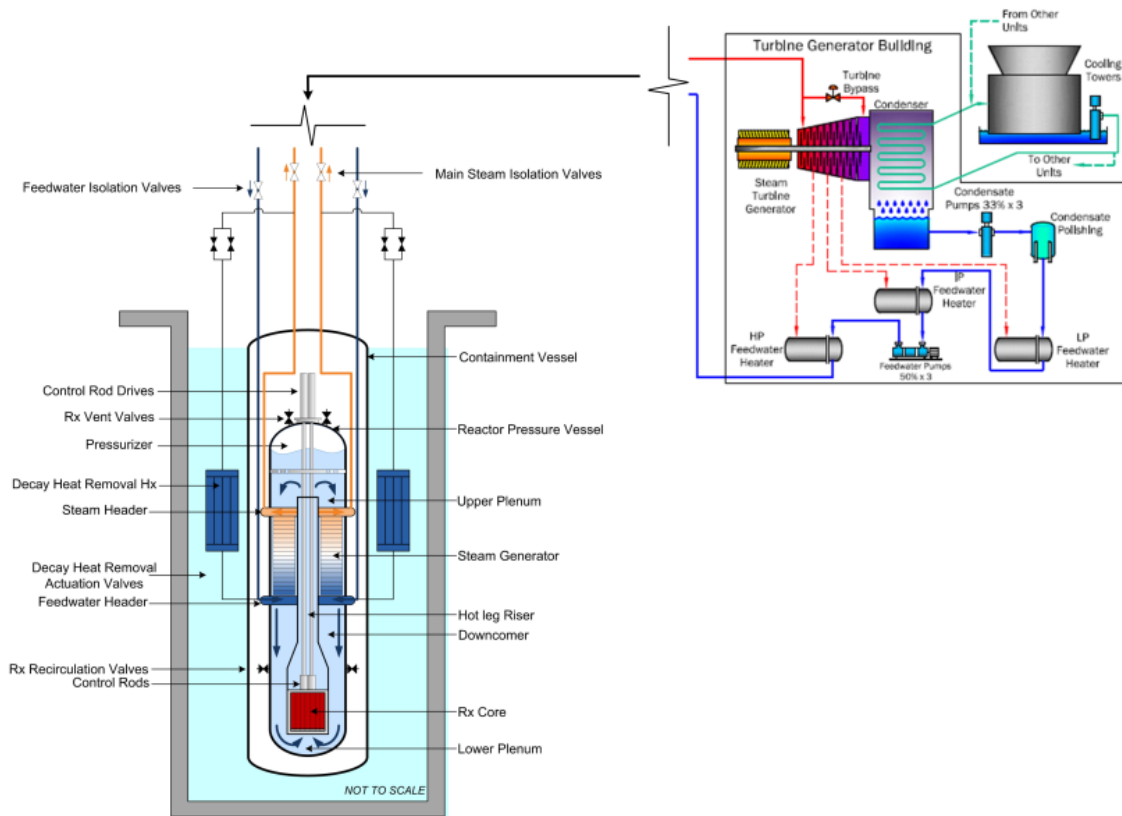 From Other
Units
Turbine Generator Building
Cooling
Towers
Turbine
Bypass
Condenser
To Other
Units
Steam
Turbine
Generator
Condensate
Pumps 33% x 3
Condensate
Polishing
IP
Feedwater
Heater
HP
Feedwater
Heater
Feedwater Pumps
50% x 3
LP
Feedwater
Heater
Feedwater Isolation Valves
Main Steam Isolation Valves
Containment Vessel
Control Rod Drives
Rx Vent Valves
Reactor Pressure Vessel
Pressurizer
Decay Heat Removal Hx
Upper Plenum
Steam Header
Steam Generator
Decay Heat Removal
Actuation Valves
Feedwater Header
Hot leg Riser
Downcomer
Rx Recirculation Valves
Control Rods
Rx Core
Lower Plenum
NOT TO SCALE